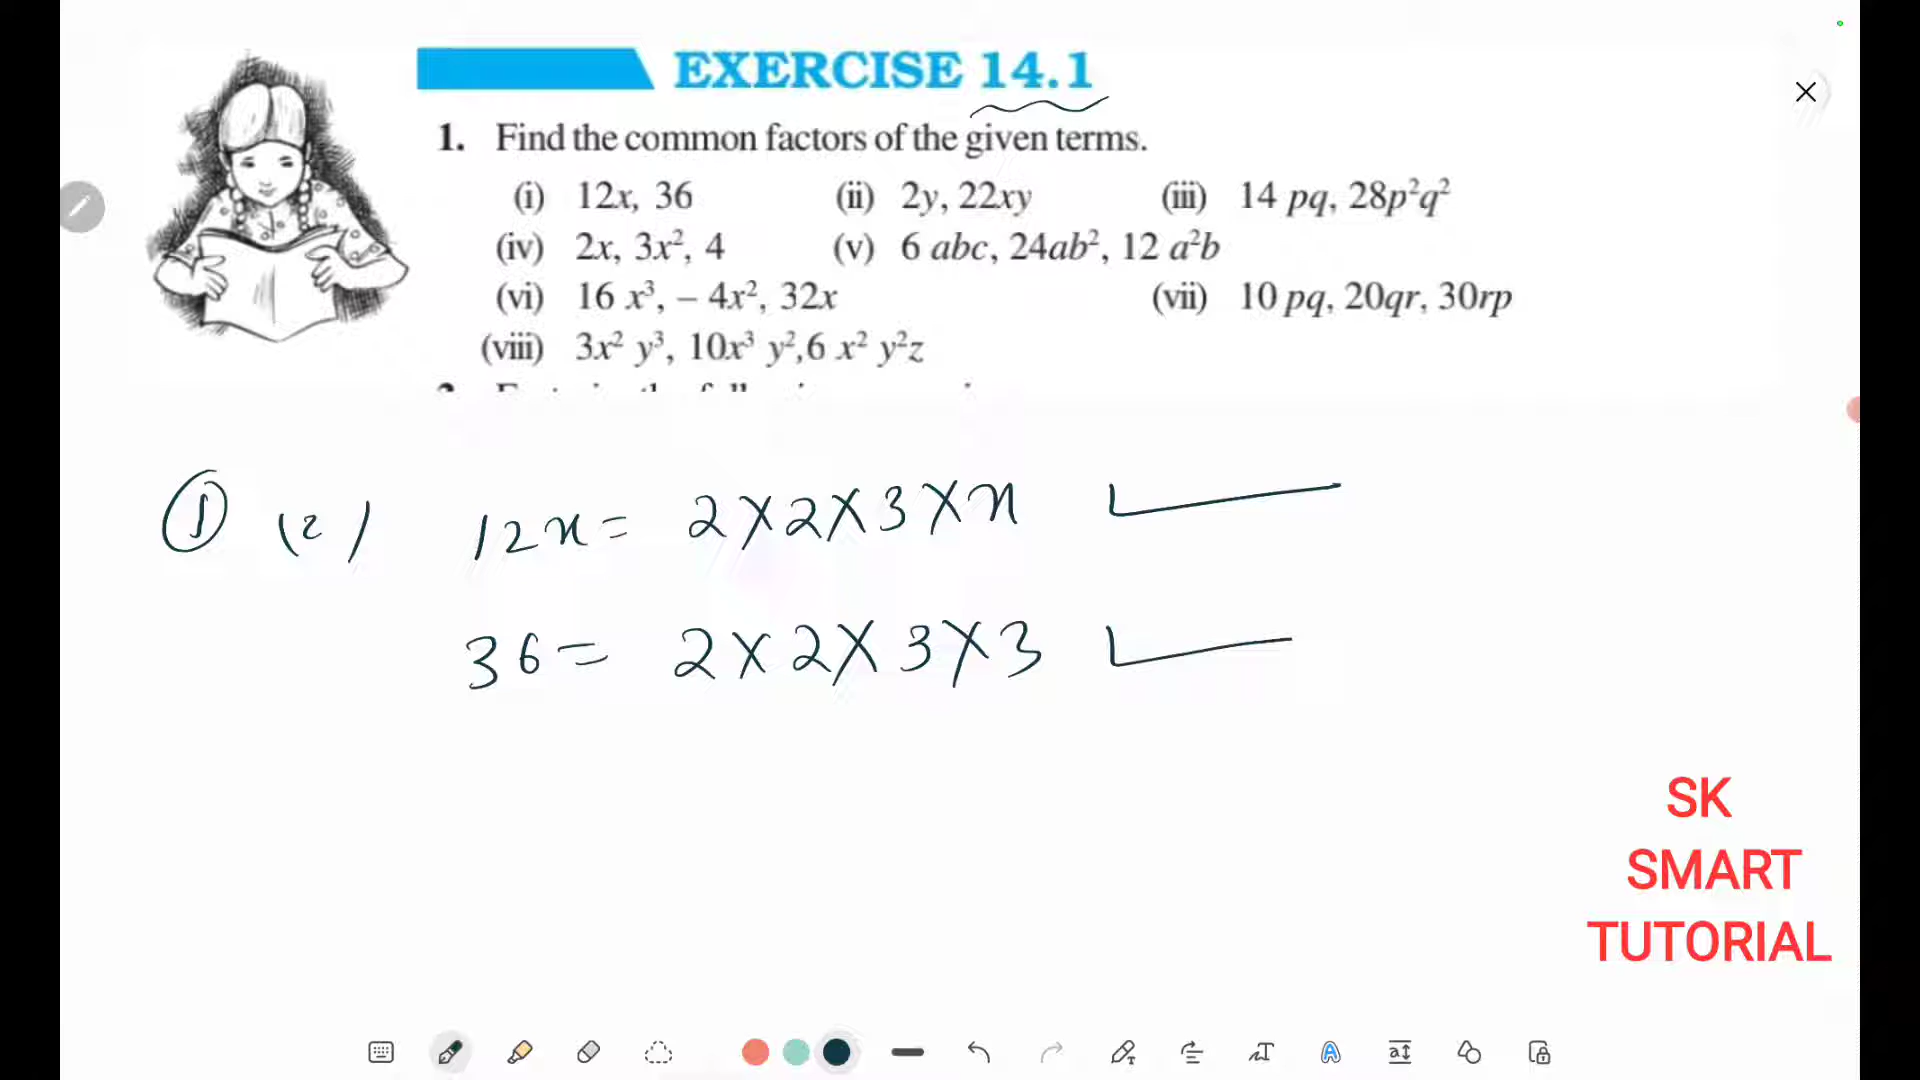 EXERCISE 14.1
1. Find the common factors of the given terms.
(i) 12x, 36 (ii) 2y, 22xy (iii) 14 pq, 28p²q²
(iv) 2x, 3x², 4 (v) 6 abc, 24ab², 12 a²b
(vi) 16 x³, – 4x², 32x (vii) 10 pq, 20qr, 30rp
(viii) 3x² y³, 10x³ y²,6 x² y²z
① 12x = 2×2×3×x
36 = 2×2×3×3
SK
SMART
TUTORIAL